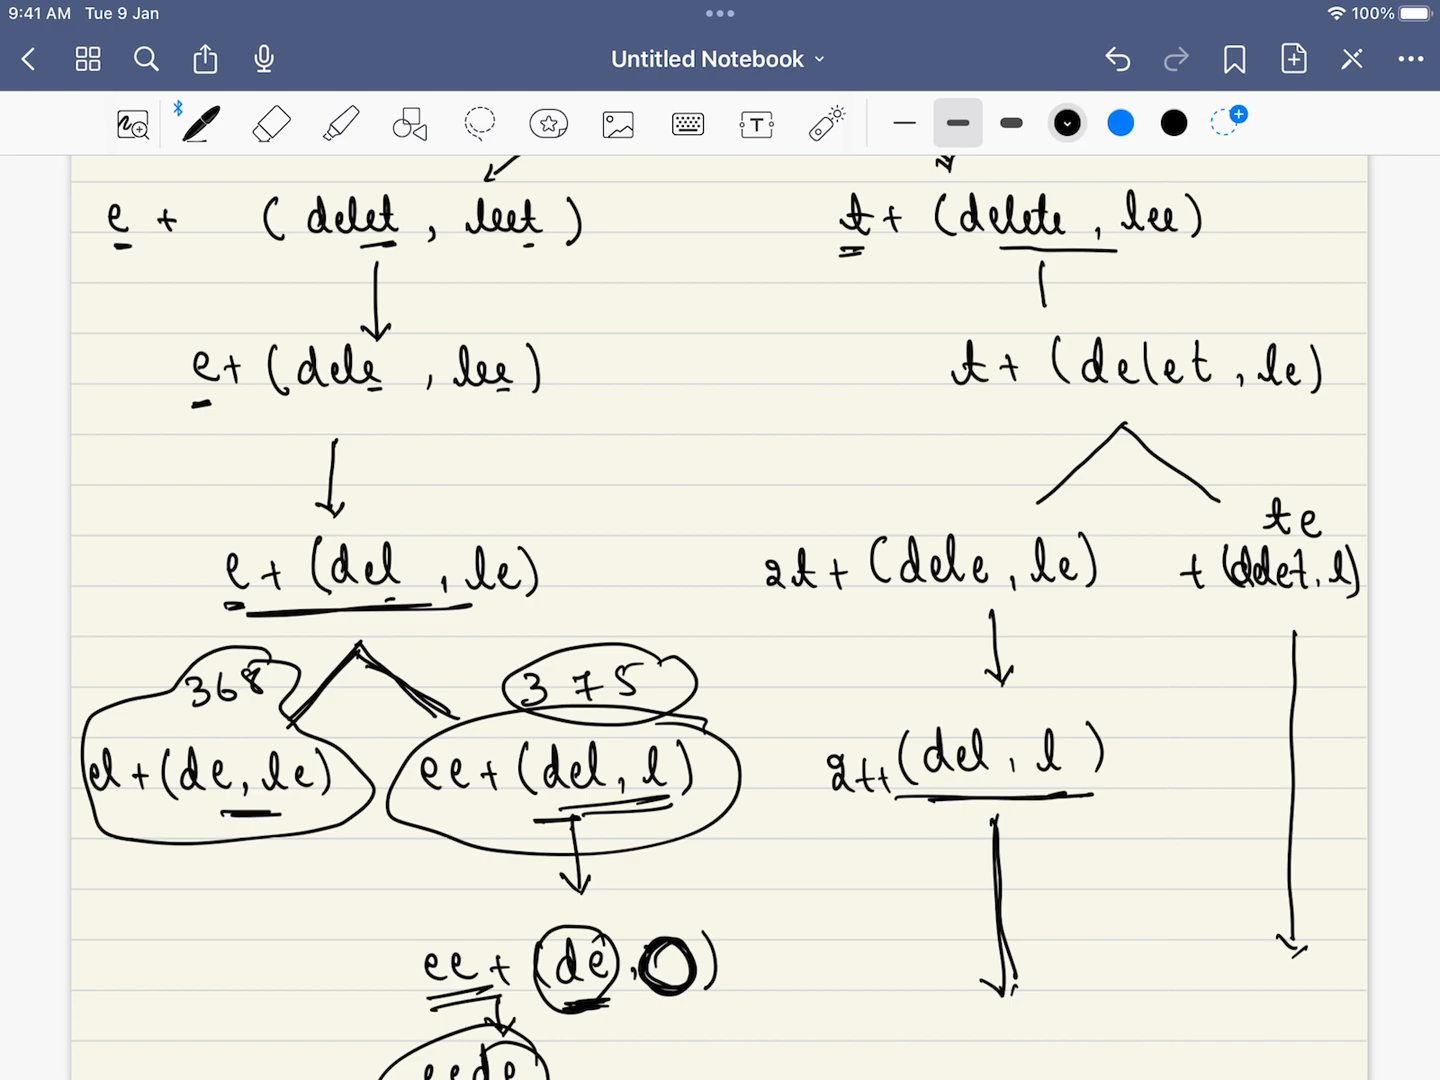 9:41 AM Tue 9 Jan
100%
Untitled Notebook
T
e + ( delet , leet )
t + (delete , lee)
e + (dele , lee)
t + (delet , le)
e + (del , le)
2t + (dele , le)
te
+ (delet, l)
368
375
el + (de, le)
ee + (del, l)
2t+ (del , l )
ee + (de , O)
eede